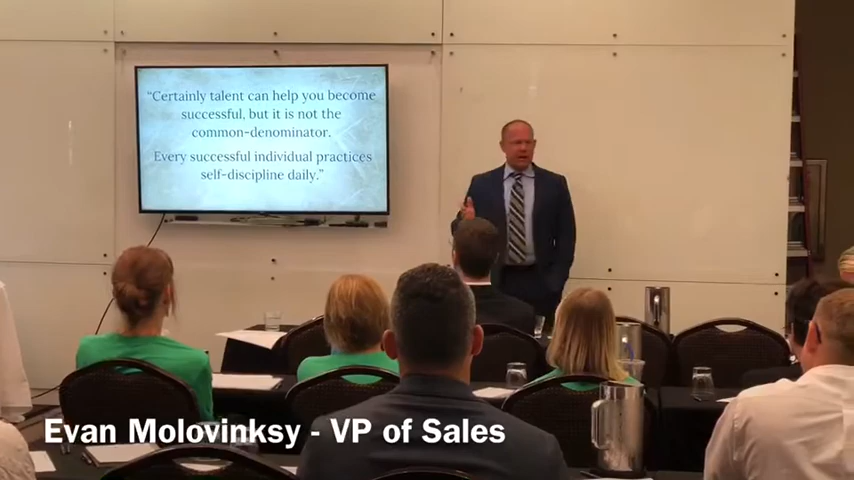 “Certainly talent can help you become
successful, but it is not the
common-denominator.
Every successful individual practices
self-discipline daily.”
Evan Molovinksy - VP of Sales